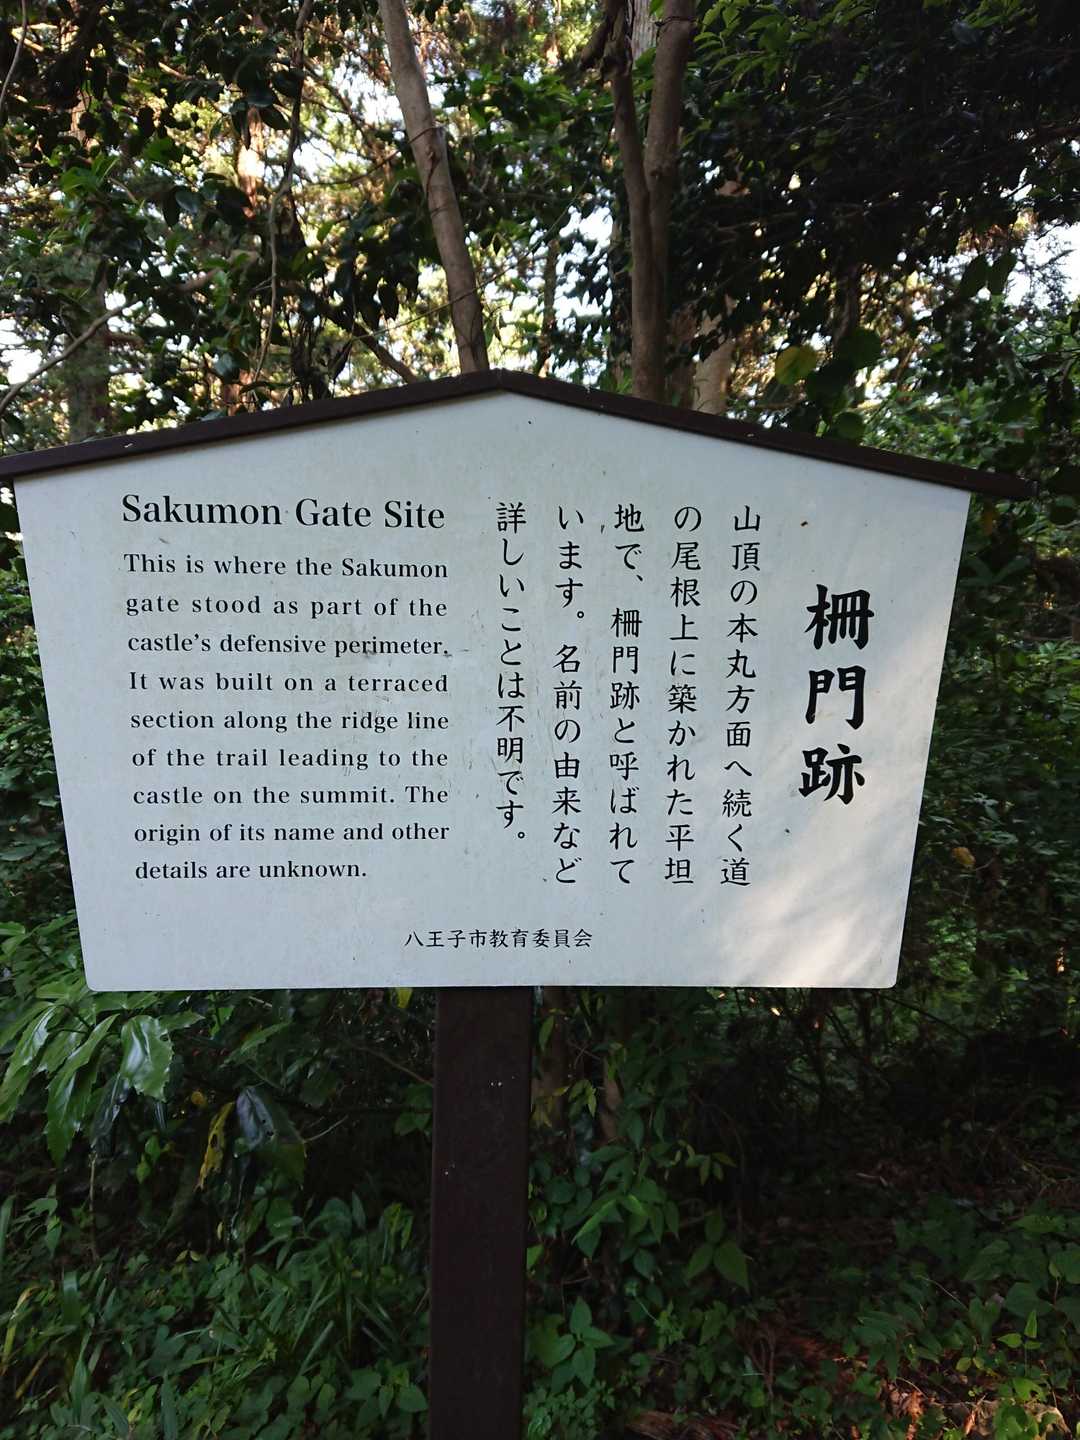 柵門跡
山頂の本丸方面へ続く道
の尾根上に築かれた平坦
地で、柵門跡と呼ばれて
います。名前の由来など
詳しいことは不明です。
Sakumon Gate Site
This is where the Sakumon
gate stood as part of the
castle's defensive perimeter.
It was built on a terraced
section along the ridge line
of the trail leading to the
castle on the summit. The
origin of its name and other
details are unknown.
八王子市教育委員会